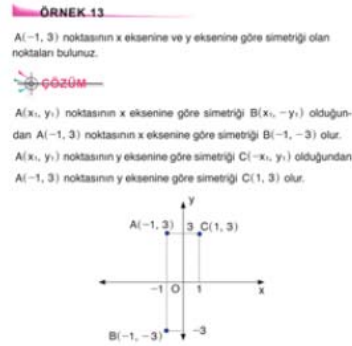 ÖRNEK 13
A(−1, 3) noktasının x eksenine ve y eksenine göre simetriği olan
noktaları bulunuz.
ÇÖZÜM
A(x₁, y₁) noktasının x eksenine göre simetriği B(x₁, −y₁) olduğun-
dan A(−1, 3) noktasının x eksenine göre simetriği B(−1, −3) olur.
A(x₁, y₁) noktasının y eksenine göre simetriği C(−x₁, y₁) olduğundan
A(−1, 3) noktasının y eksenine göre simetriği C(1, 3) olur.
y
A(−1, 3) 3 C(1, 3)
−1 O 1 x
B(−1, −3) −3